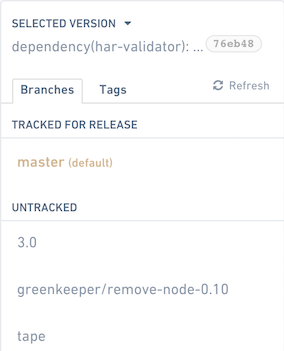 SELECTED VERSION
dependency(har-validator): ... 76eb48
Branches Tags Refresh
TRACKED FOR RELEASE
master (default)
UNTRACKED
3.0
greenkeeper/remove-node-0.10
tape